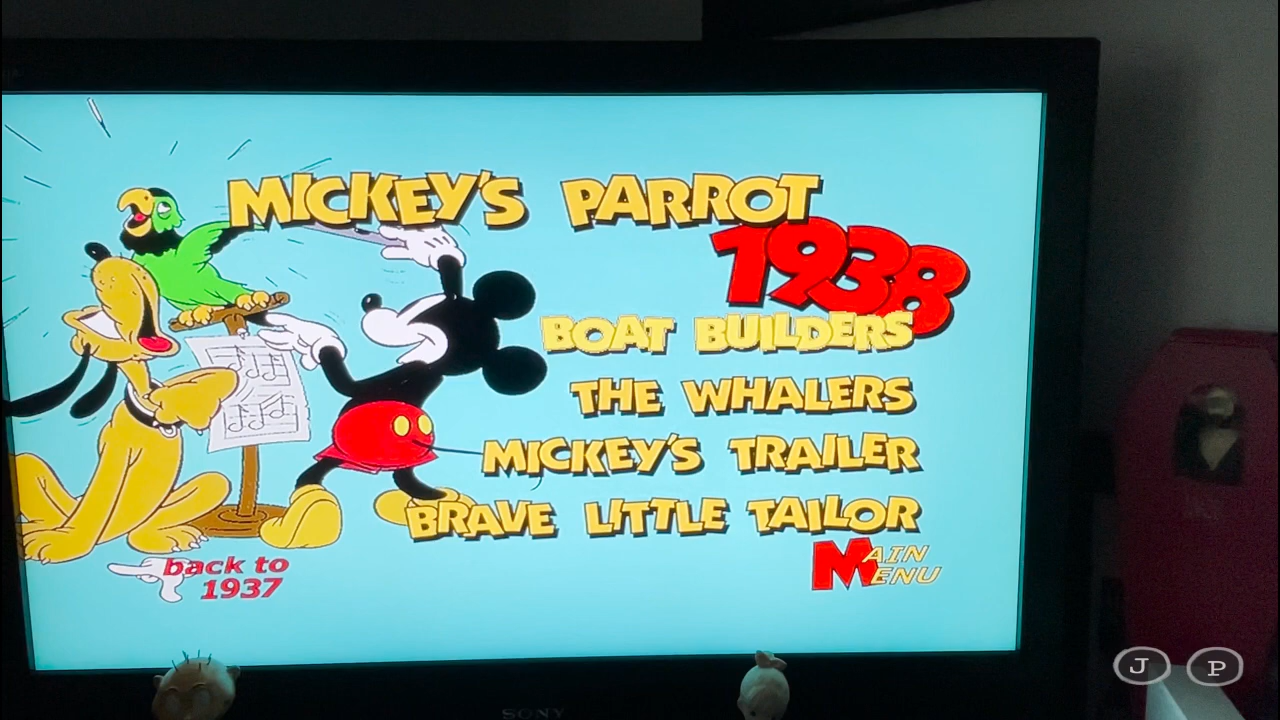 MICKEY'S PARROT
1938
BOAT BUILDERS
THE WHALERS
MICKEY'S TRAILER
BRAVE LITTLE TAILOR
back to
1937
MAIN
MENU
SONY
J P